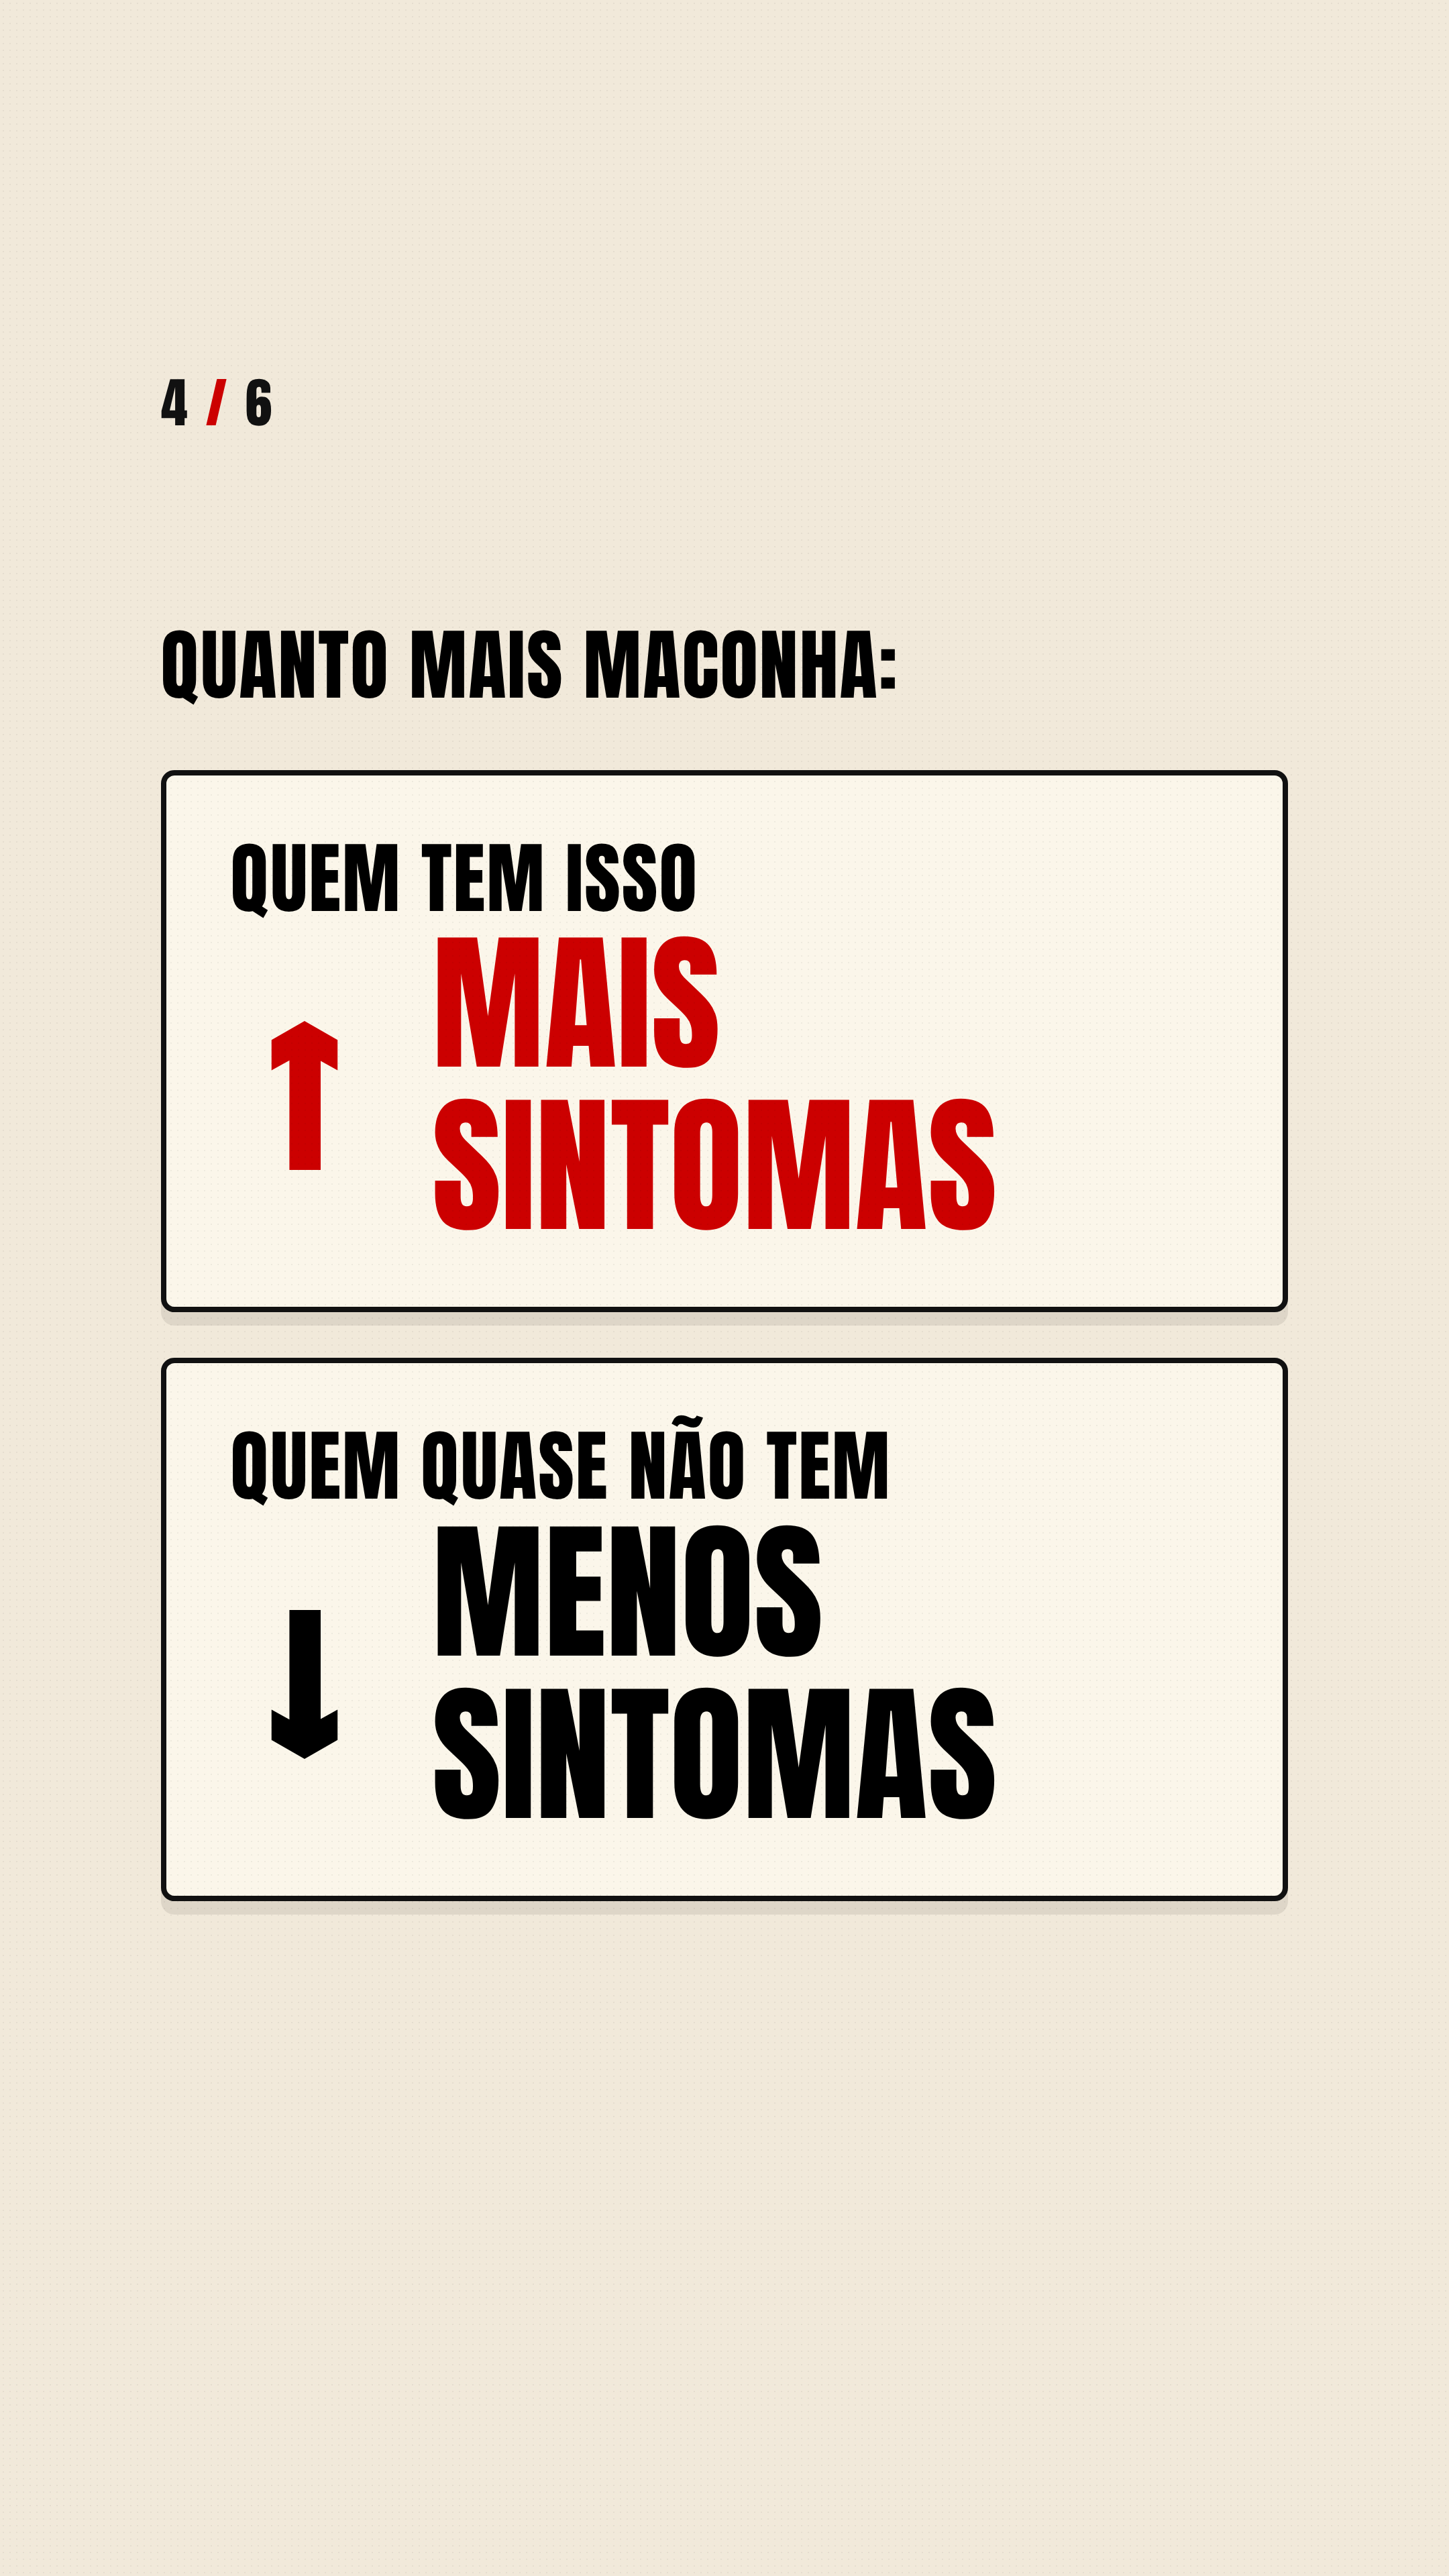 4 / 6
QUANTO MAIS MACONHA:
QUEM TEM ISSO
MAIS
SINTOMAS
QUEM QUASE NÃO TEM
MENOS
SINTOMAS